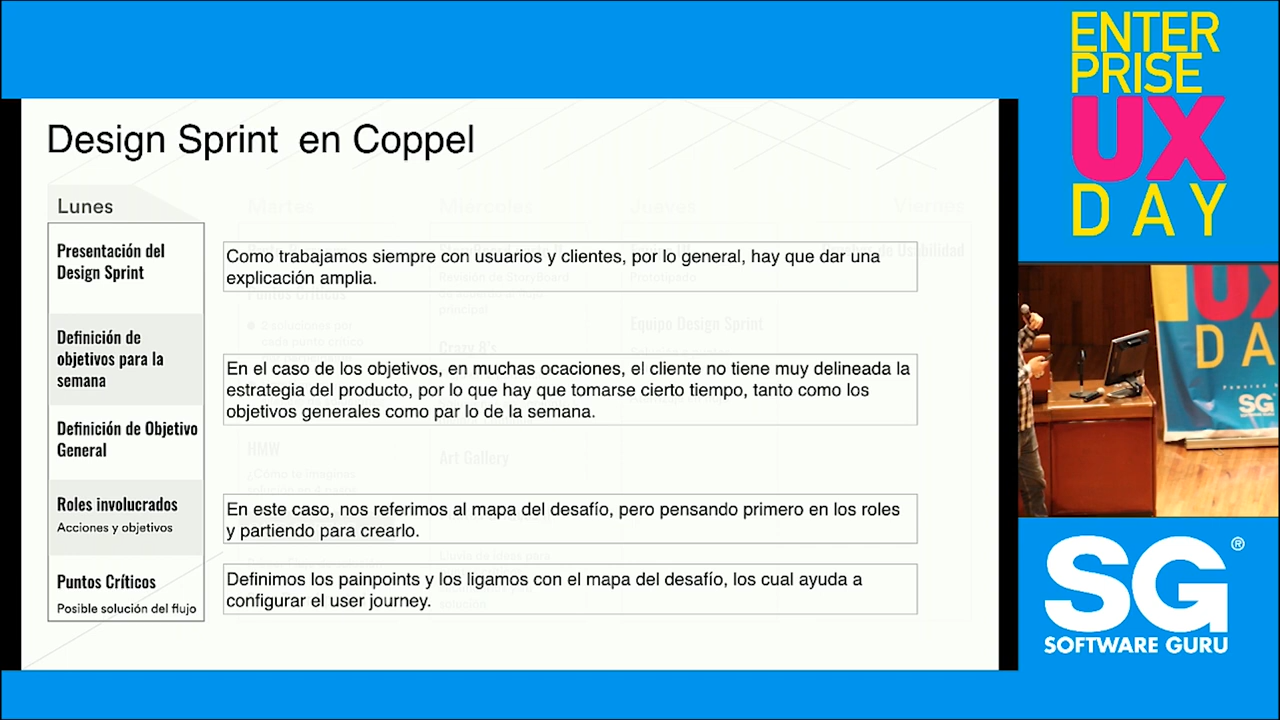 Design Sprint en Coppel
Lunes
Martes
Miércoles
Jueves
Viernes
Presentación del
Design Sprint
Como trabajamos siempre con usuarios y clientes, por lo general, hay que dar una
explicación amplia.
Definición de
objetivos para la
semana
En el caso de los objetivos, en muchas ocaciones, el cliente no tiene muy delineada la
estrategia del producto, por lo que hay que tomarse cierto tiempo, tanto como los
objetivos generales como par lo de la semana.
Definición de Objetivo
General
Roles involucrados
Acciones y objetivos
En este caso, nos referimos al mapa del desafío, pero pensando primero en los roles
y partiendo para crearlo.
Puntos Críticos
Posible solución del flujo
Definimos los painpoints y los ligamos con el mapa del desafío, los cual ayuda a
configurar el user journey.
Prototipado
2 soluciones por
cada punto crítico
Equipo Design Sprint
Crazy 8's
HMW
Art Gallery
ENTER
PRISE
UX
DAY
UX
DA
SG
SG®
SOFTWARE GURU